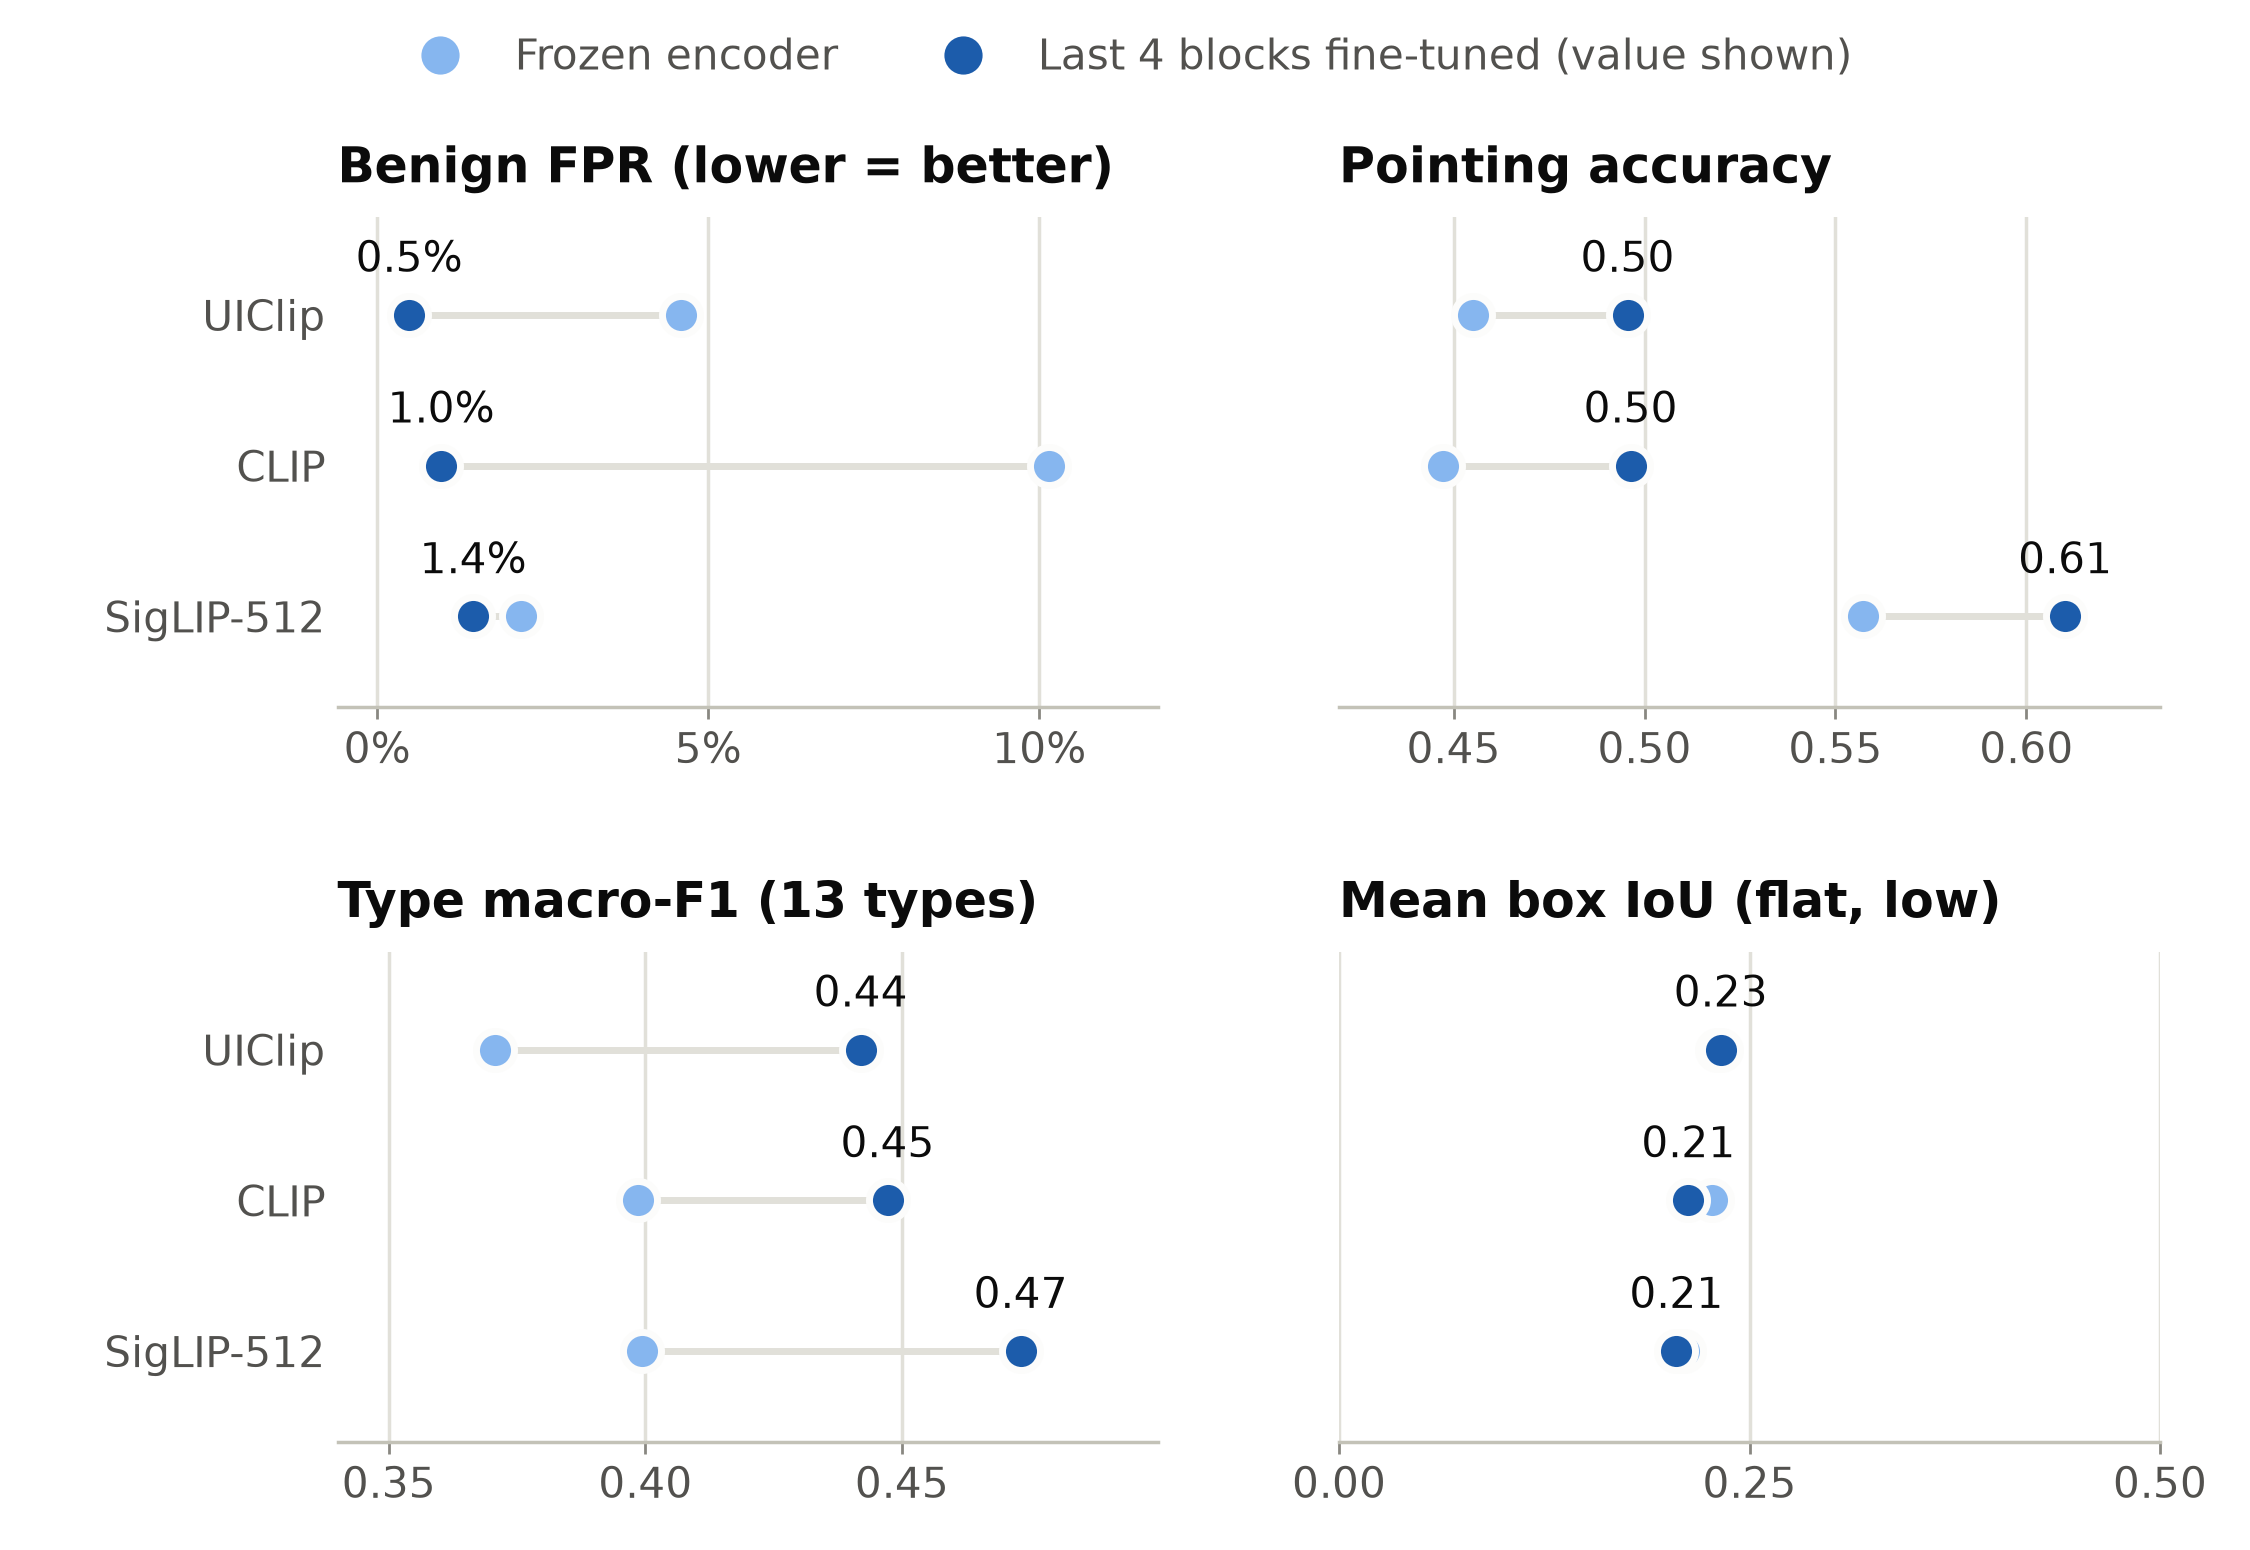 Frozen encoder
Last 4 blocks fine-tuned (value shown)
Benign FPR (lower = better)
0.5%
UIClip
1.0%
CLIP
1.4%
SigLIP-512
0% 5% 10%
Pointing accuracy
0.50
0.50
0.61
0.45 0.50 0.55 0.60
Type macro-F1 (13 types)
0.44
UIClip
0.45
CLIP
0.47
SigLIP-512
0.35 0.40 0.45
Mean box IoU (flat, low)
0.23
0.21
0.21
0.00 0.25 0.50